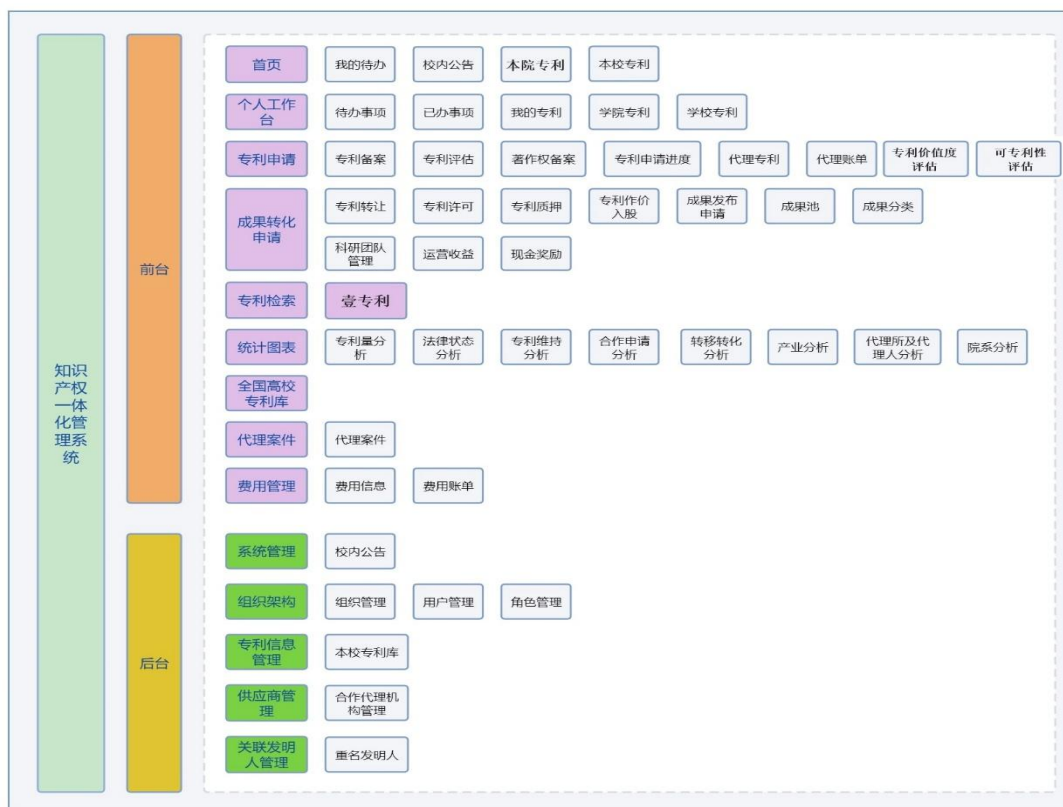 知识产权一体化管理系统
前台
首页
我的待办
校内公告
本院专利
本校专利
个人工作台
待办事项
已办事项
我的专利
学院专利
学校专利
专利申请
专利备案
专利评估
著作权备案
专利申请进度
代理专利
代理账单
专利价值度评估
可专利性评估
成果转化申请
专利转让
专利许可
专利质押
专利作价入股
成果发布申请
成果池
成果分类
科研团队管理
运营收益
现金奖励
专利检索
壹专利
统计图表
专利量分析
法律状态分析
专利维持分析
合作申请分析
转移转化分析
产业分析
代理所及代理人分析
院系分析
全国高校专利库
代理案件
代理案件
费用管理
费用信息
费用账单
后台
系统管理
校内公告
组织架构
组织管理
用户管理
角色管理
专利信息管理
本校专利库
供应商管理
合作代理机构管理
关联发明人管理
重名发明人